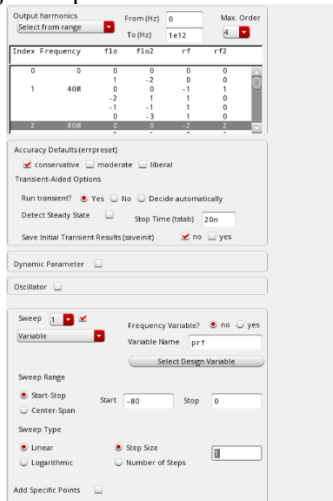 Output harmonics From (Hz) 0 Max. Order
Select from range To (Hz) 1e12 4
Index Frequency flo flo2 rf rf2
0 0 0 0 0 0
1 -2 0 0
1 40M 0 0 -1 1
-2 1 1 0
-1 -1 1 0
0 -3 1 0
2 80M 0 0 -2 2
Accuracy Defaults (errpreset)
conservative moderate liberal
Transient-Aided Options
Run transient? Yes No Decide automatically
Detect Steady State Stop Time (tstab) 20n
Save Initial Transient Results (saveinit) no yes
Dynamic Parameter
Oscillator
Sweep 1 Frequency Variable? no yes
Variable Variable Name prf
Select Design Variable
Sweep Range
Start-Stop Start -80 Stop 0
Center-Span
Sweep Type
Linear Step Size
Logarithmic Number of Steps
Add Specific Points